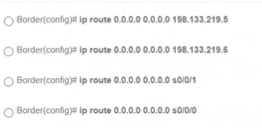 Border(config)# ip route 0.0.0.0 0.0.0.0 198.133.219.5
Border(config)# ip route 0.0.0.0 0.0.0.0 198.133.219.6
Border(config)# ip route 0.0.0.0 0.0.0.0 s0/0/1
Border(config)# ip route 0.0.0.0 0.0.0.0 s0/0/0